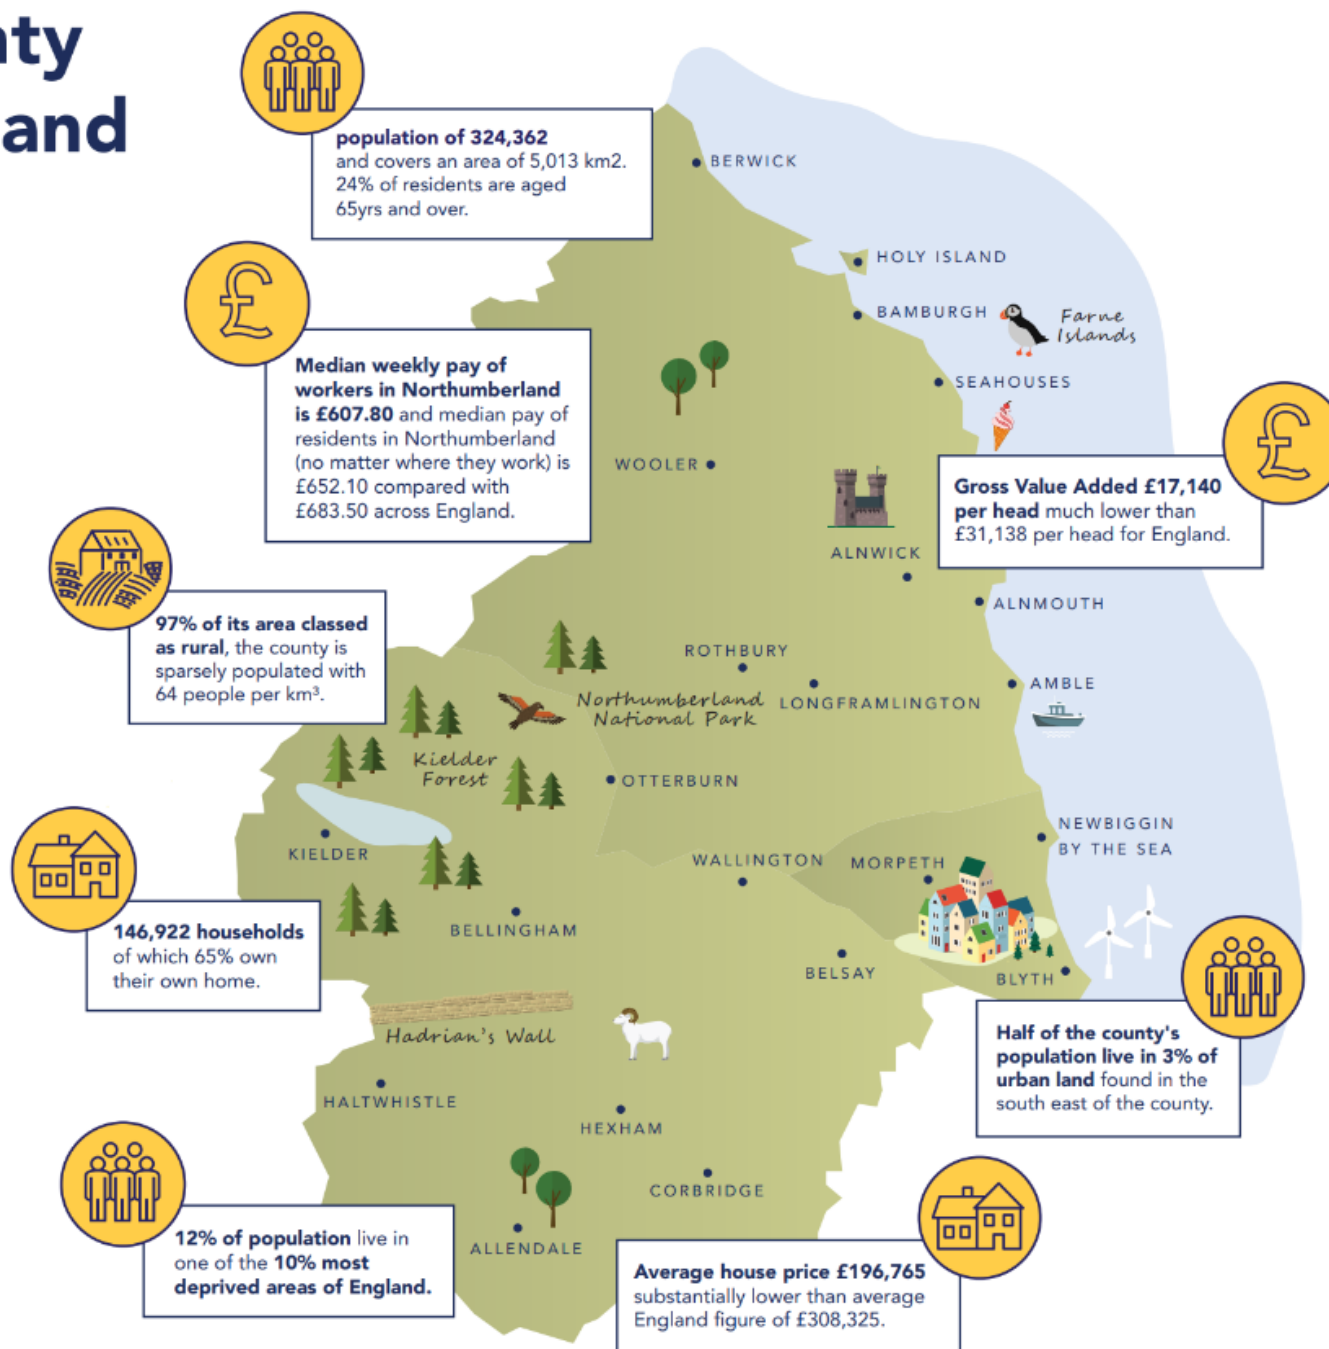 population of 324,362
and covers an area of 5,013 km2.
24% of residents are aged
65yrs and over.
BERWICK
HOLY ISLAND
BAMBURGH
Farne
Islands
SEAHOUSES
Median weekly pay of
workers in Northumberland
is £607.80 and median pay of
residents in Northumberland
(no matter where they work) is
£652.10 compared with
£683.50 across England.
WOOLER
Gross Value Added £17,140
per head much lower than
£31,138 per head for England.
ALNWICK
ALNMOUTH
97% of its area classed
as rural, the county is
sparsely populated with
64 people per km³.
ROTHBURY
LONGFRAMLINGTON
AMBLE
Northumberland
National Park
Kielder
Forest
OTTERBURN
NEWBIGGIN
BY THE SEA
KIELDER
WALLINGTON
MORPETH
146,922 households
of which 65% own
their own home.
BELLINGHAM
BELSAY
BLYTH
Hadrian's Wall
Half of the county's
population live in 3% of
urban land found in the
south east of the county.
HALTWHISTLE
HEXHAM
CORBRIDGE
12% of population live in
one of the 10% most
deprived areas of England.
ALLENDALE
Average house price £196,765
substantially lower than average
England figure of £308,325.